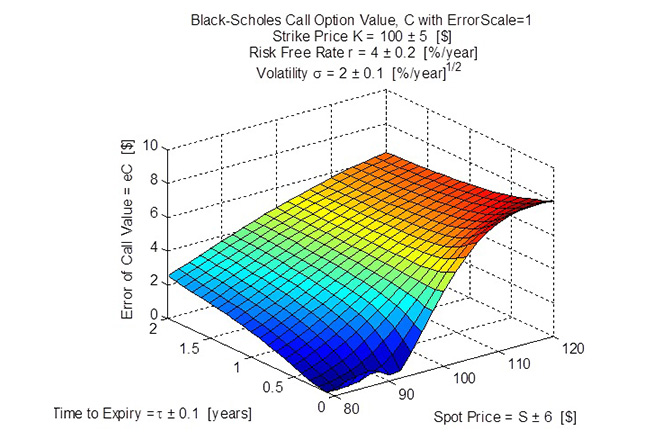 Black-Scholes Call Option Value, C with ErrorScale=1
Strike Price K = 100 ± 5 [$]
Risk Free Rate r = 4 ± 0.2 [%/year]
Volatility σ = 2 ± 0.1 [%/year]^1/2
Error of Call Value = eC [$]
10
8
6
4
2
0
2
1.5
1
0.5
0
80
90
100
110
120
Time to Expiry = τ ± 0.1 [years]
Spot Price = S ± 6 [$]